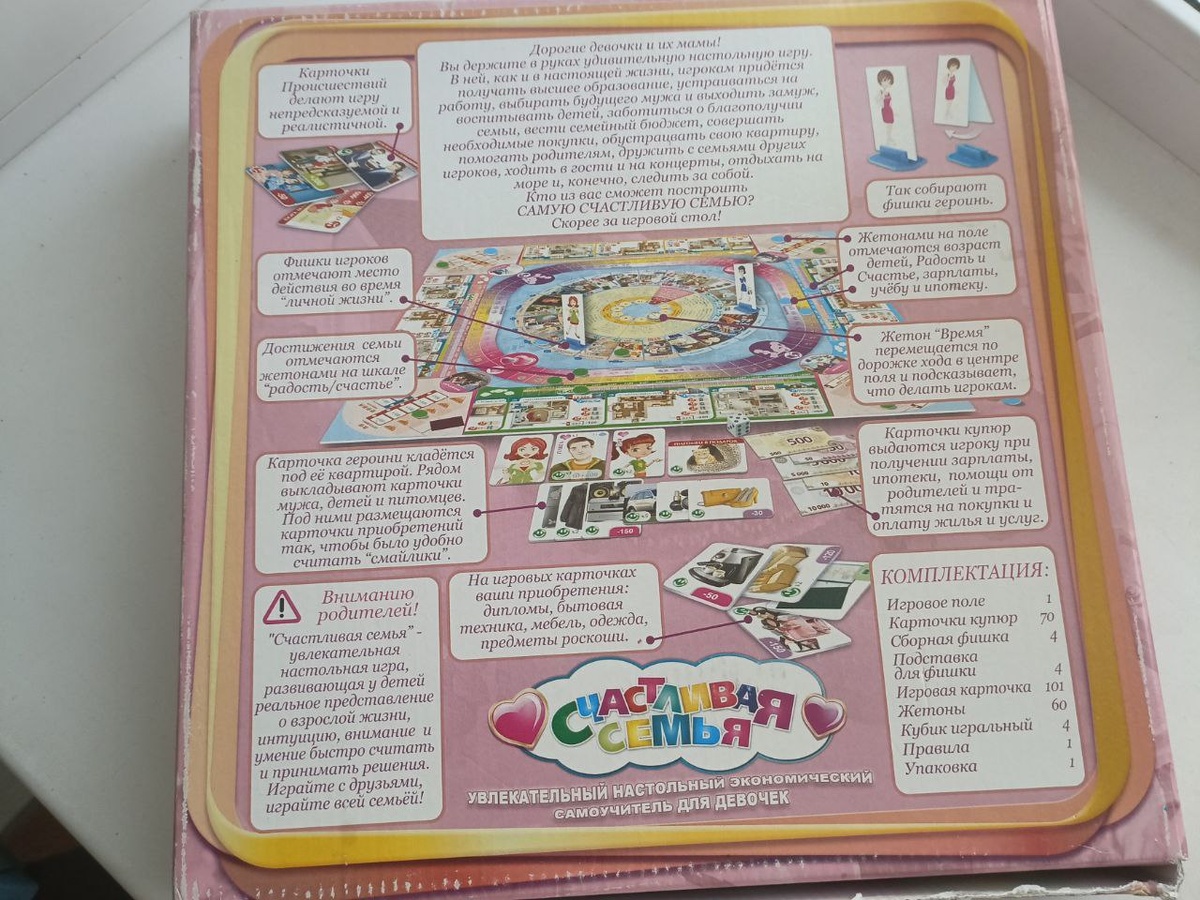 Карточки
Происшествий
делают игру
непредсказуемой и
реалистичной.
Дорогие девочки и их мамы!
Вы держите в руках удивительную настольную игру.
В ней, как и в настоящей жизни, игрокам придётся
получать высшее образование, устраиваться на
работу, выбирать будущего мужа и выходить замуж,
воспитывать детей, заботиться о благополучии
семьи, вести семейный бюджет, совершать
необходимые покупки, обустраивать свою квартиру,
помогать родителям, дружить с семьями других
игроков, ходить в гости и на концерты, отдыхать на
море и, конечно, следить за собой.
Кто из вас сможет построить
САМУЮ СЧАСТЛИВУЮ СЕМЬЮ?
Скорее за игровой стол!
Так собирают
фишки героинь.
Фишки игроков
отмечают место
действия во время
"личной жизни".
Жетонами на поле
отмечаются возраст
детей, Радость и
Счастье, зарплаты,
учёбу и ипотеку.
Достижения семьи
отмечаются
жетонами на шкале
"радость/счастье".
Жетон "Время"
перемещается по
дорожке хода в центре
поля и подсказывает,
что делать игрокам.
Карточка героини кладётся
под её квартирой. Рядом
выкладывают карточки
мужа, детей и питомцев.
Под ними размещаются
карточки приобретений
так, чтобы было удобно
считать "смайлики".
500
5000
10
10 000
-150
-30
Карточки купюр
выдаются игроку при
получении зарплаты,
ипотеки, помощи от
родителей и тра-
тятся на покупки и
оплату жилья и услуг.
Вниманию
родителей!
"Счастливая семья" -
увлекательная
настольная игра,
развивающая у детей
реальное представление
о взрослой жизни,
интуицию, внимание и
умение быстро считать
и принимать решения.
Играйте с друзьями,
играйте всей семьёй!
На игровых карточках
ваши приобретения:
дипломы, бытовая
техника, мебель, одежда,
предметы роскоши.
-50
-150
КОМПЛЕКТАЦИЯ:
Игровое поле 1
Карточки купюр 70
Сборная фишка 4
Подставка
для фишки 4
Игровая карточка 101
Жетоны 60
Кубик игральный 4
Правила 1
Упаковка 1
СЧАСТЛИВАЯ
СЕМЬЯ
УВЛЕКАТЕЛЬНЫЙ НАСТОЛЬНЫЙ ЭКОНОМИЧЕСКИЙ
САМОУЧИТЕЛЬ ДЛЯ ДЕВОЧЕК